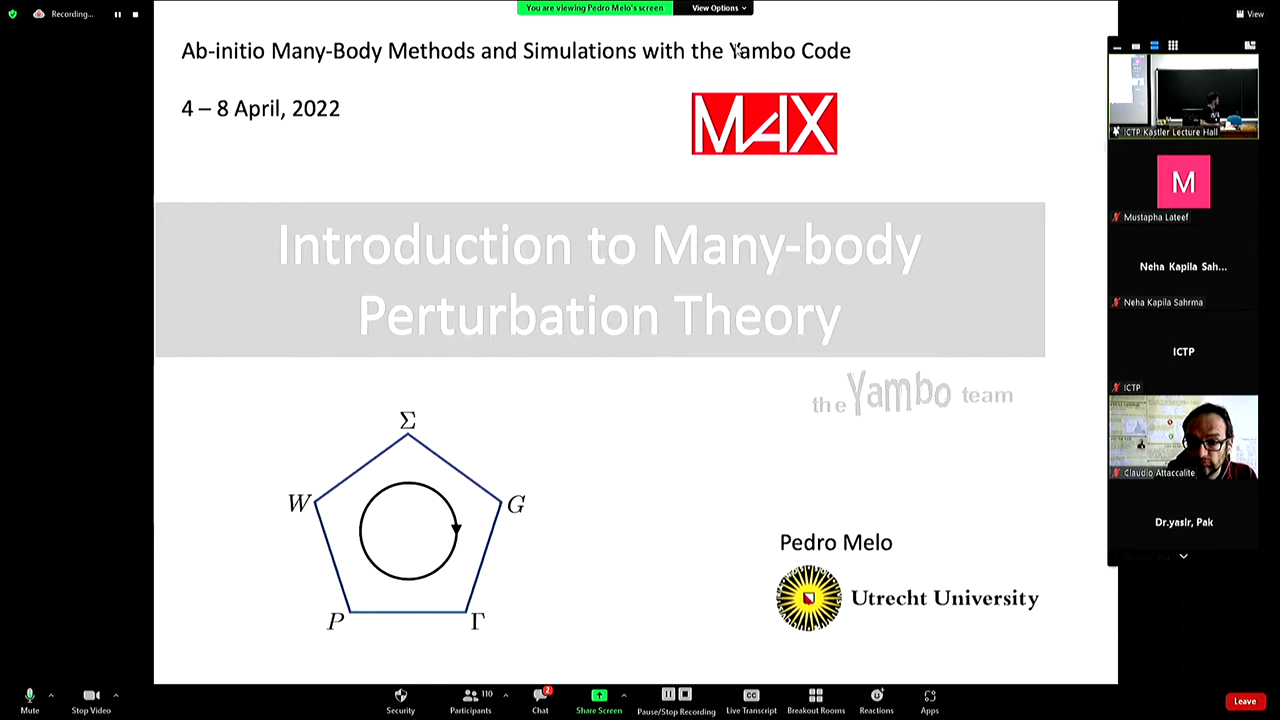 Recording...
You are viewing Pedro Melo's screen
View Options
View
Ab-initio Many-Body Methods and Simulations with the Yambo Code
4 – 8 April, 2022
MAX
Introduction to Many-body
Perturbation Theory
the Yambo team
Σ
W
G
P
Γ
Pedro Melo
Utrecht University
ICTP Kastler Lecture Hall
M
Mustapha Lateef
Neha Kapila Sah...
Neha Kapila Sahrma
ICTP
ICTP
Claudio Attaccalite
Dr.yasir, Pak
Mute
Stop Video
Security
110
Participants
2
Chat
Share Screen
Pause/Stop Recording
CC
Live Transcript
Breakout Rooms
Reactions
Apps
Leave